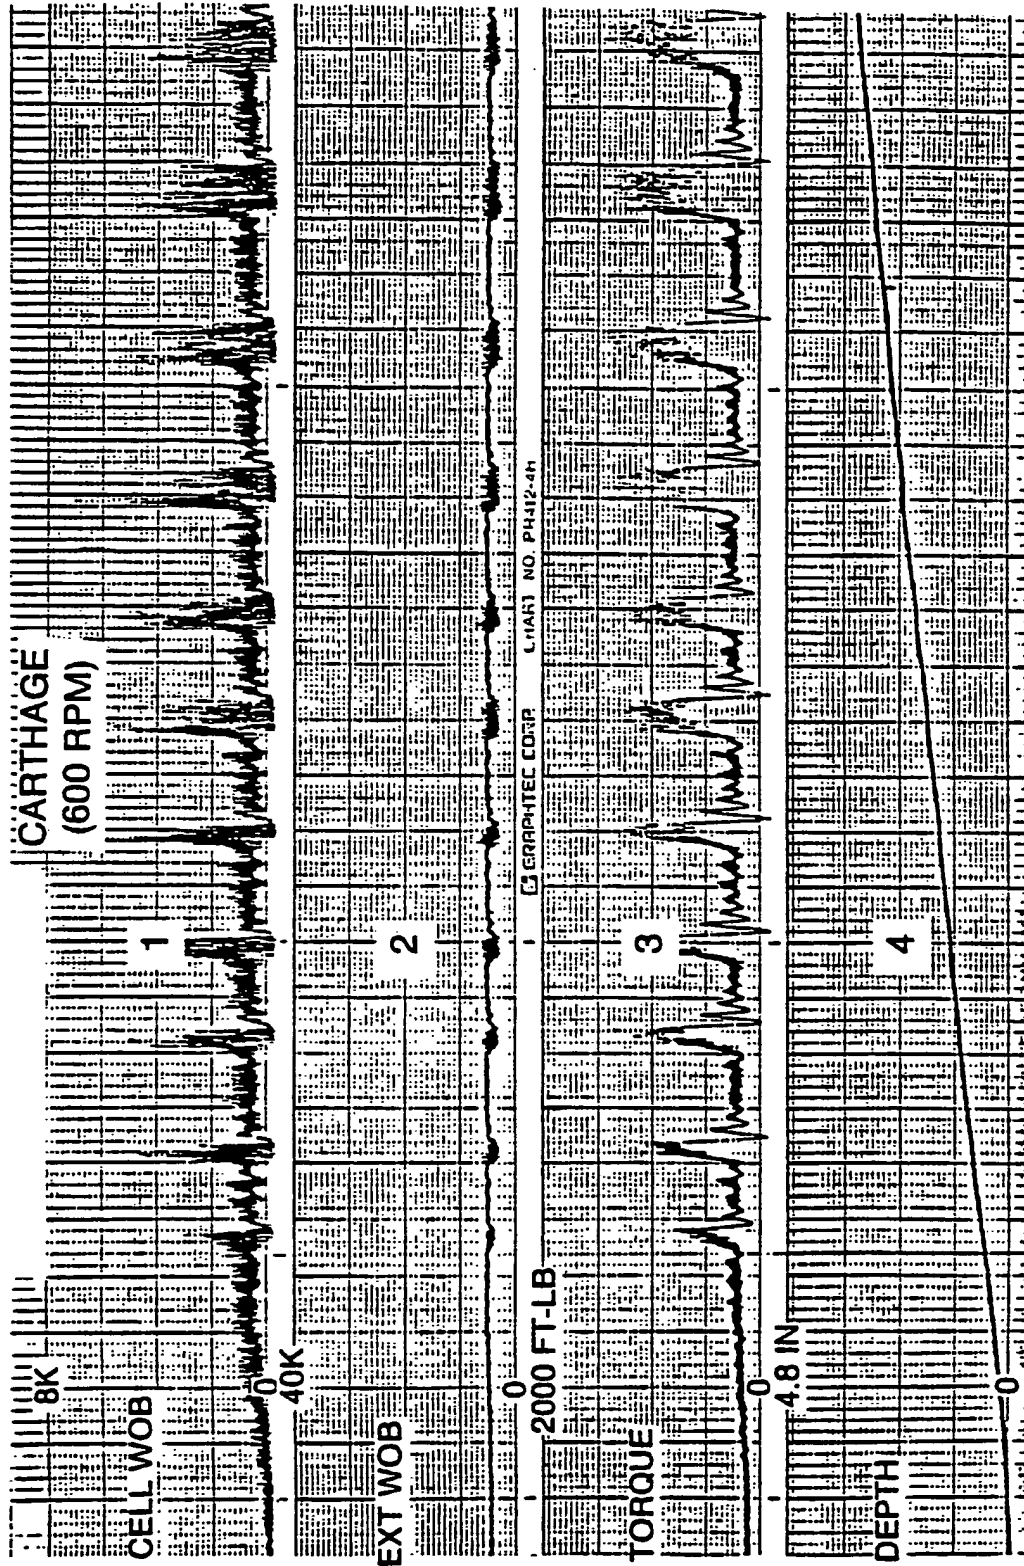 CARTHAGE
(600 RPM)
8K
CELL WOB
1
0
40K
EXT WOB
2
0
GRAPHTEC CORP CHART NO. PH412-4H
2000 FT-LB
TORQUE
3
0
4.8 IN
DEPTH
4
0